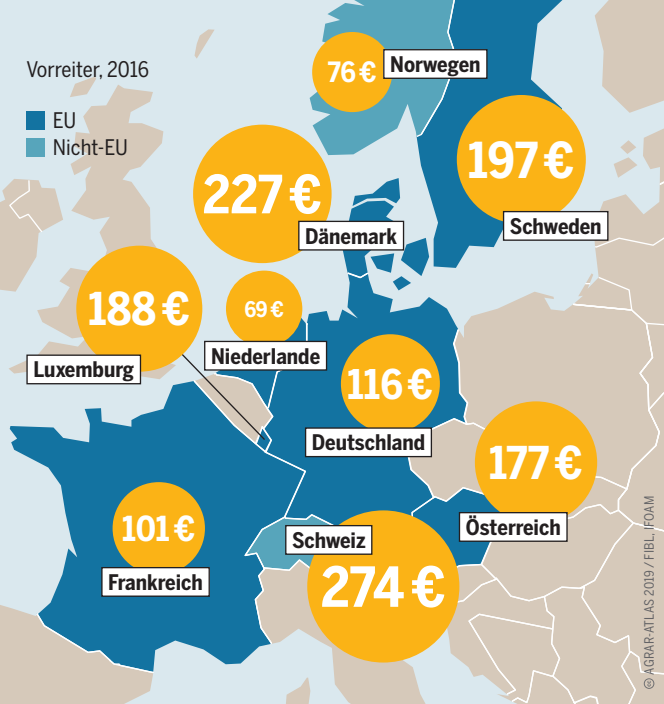 Vorreiter, 2016
EU
Nicht-EU
76 €
Norwegen
197 €
Schweden
227 €
Dänemark
188 €
Luxemburg
69 €
Niederlande
116 €
Deutschland
177 €
Österreich
101 €
Frankreich
Schweiz
274 €
© AGRAR-ATLAS 2019 / FIBL, IFOAM